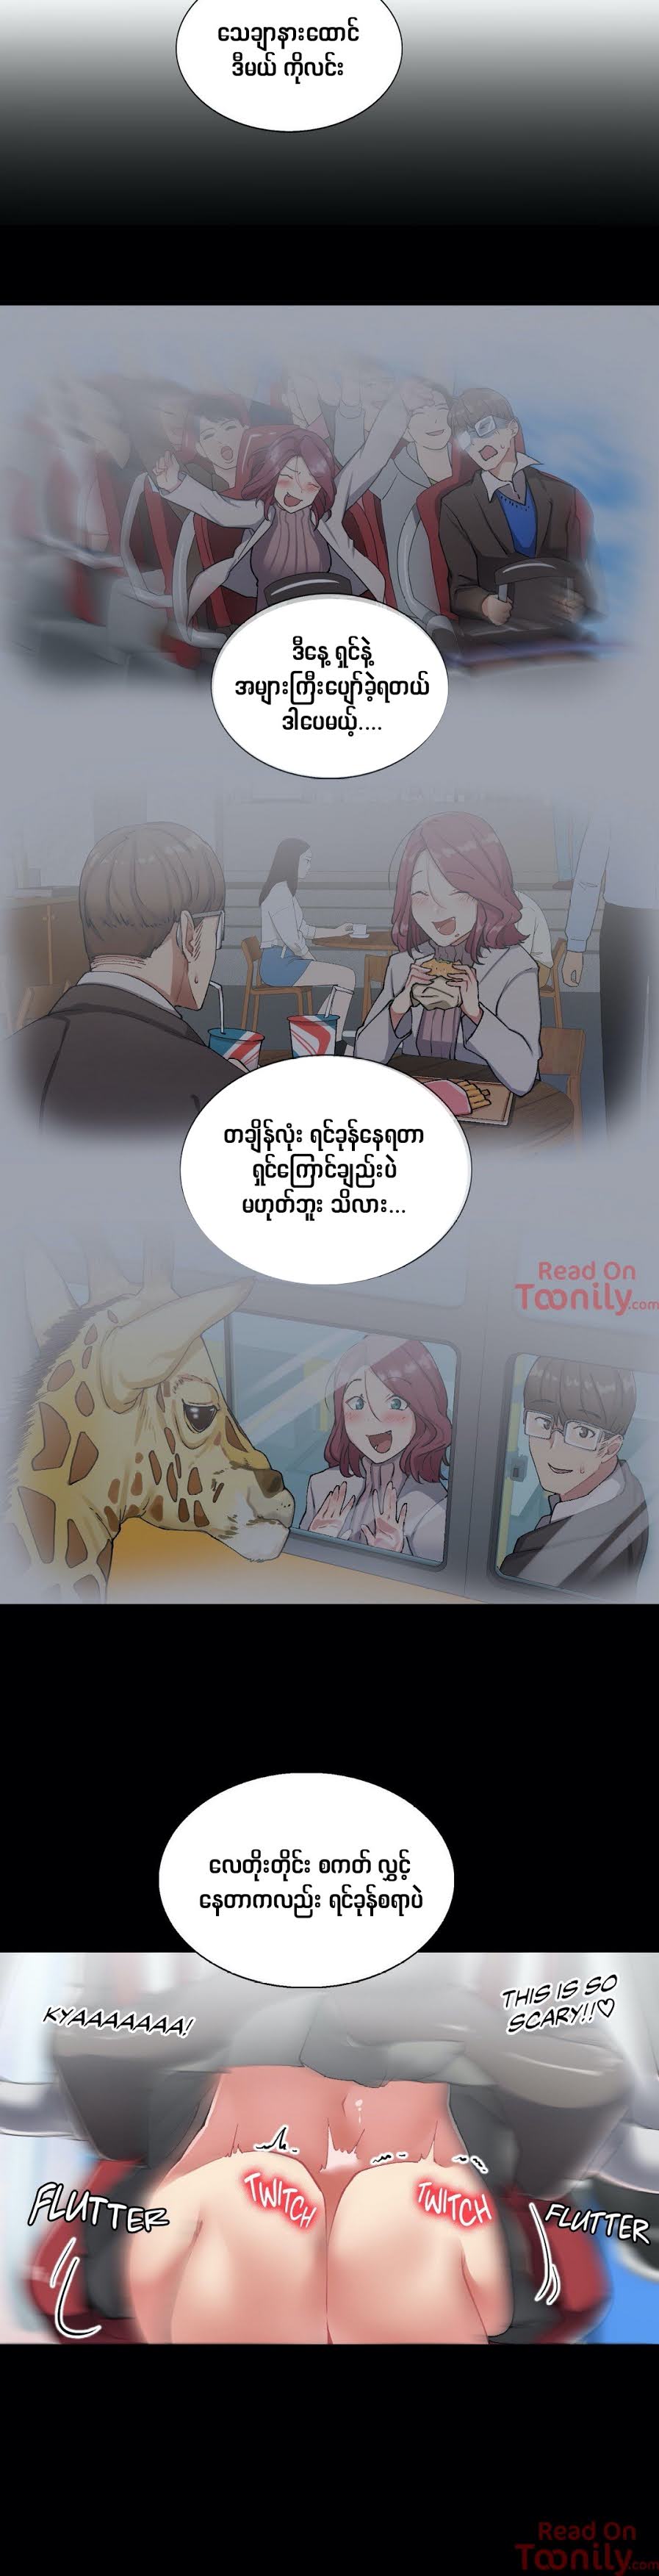 သေချာနားထောင်
ဒီမယ် ကိုလင်း
ဒီနေ့ ရှင်နဲ့
အများကြီးပျော်ခဲ့ရတယ်
ဒါပေမယ့်....
တချိန်လုံး ရင်ခုန်နေရတာ
ရှင်ကြောင်ချည်းပဲ
မဟုတ်ဘူး သိလား...
Read On
Toonily.com
လေတိုးတိုင်း စကတ် လွှင့်
နေတာကလည်း ရင်ခုန်စရာပဲ
KYAAAAAAA!
THIS IS SO
SCARY!!♡
TWITCH
TWITCH
FLUTTER
FLUTTER
Read On
Toonily.com